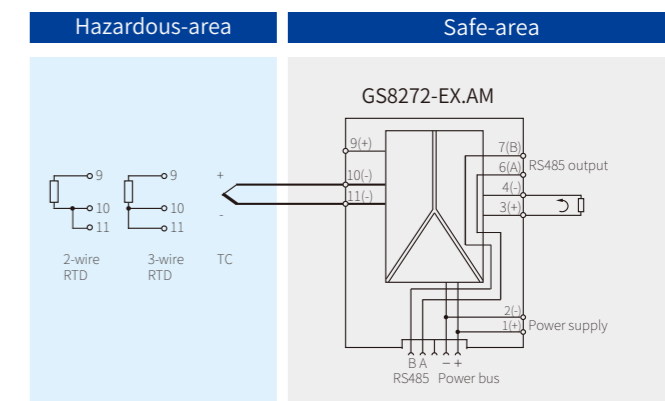 Hazardous-area
Safe-area
GS8272-EX.AM
9(+)
10(-)
11(-)
7(B)
6(A)
RS485 output
4(-)
3(+)
2(-)
1(+)
Power supply
9
10
11
2-wire
RTD
9
10
11
3-wire
RTD
+
-
TC
B A − +
RS485 Power bus